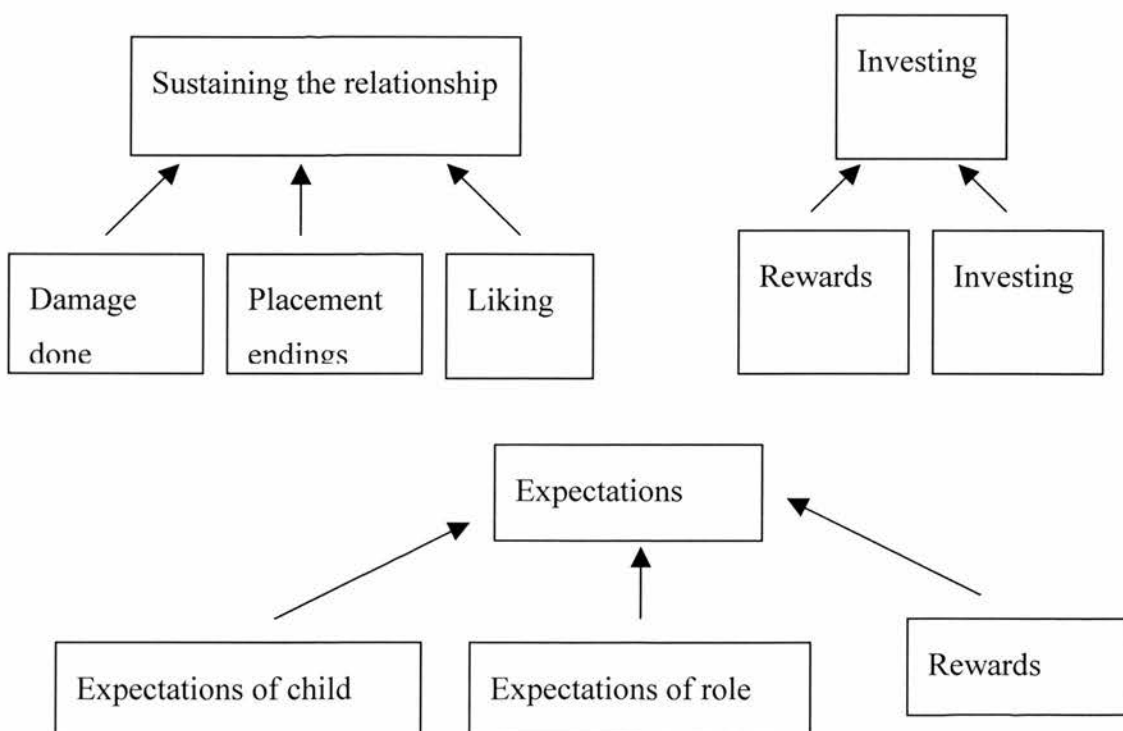 Sustaining the relationship
Investing
Damage
done
Placement
endings
Liking
Rewards
Investing
Expectations
Expectations of child
Expectations of role
Rewards